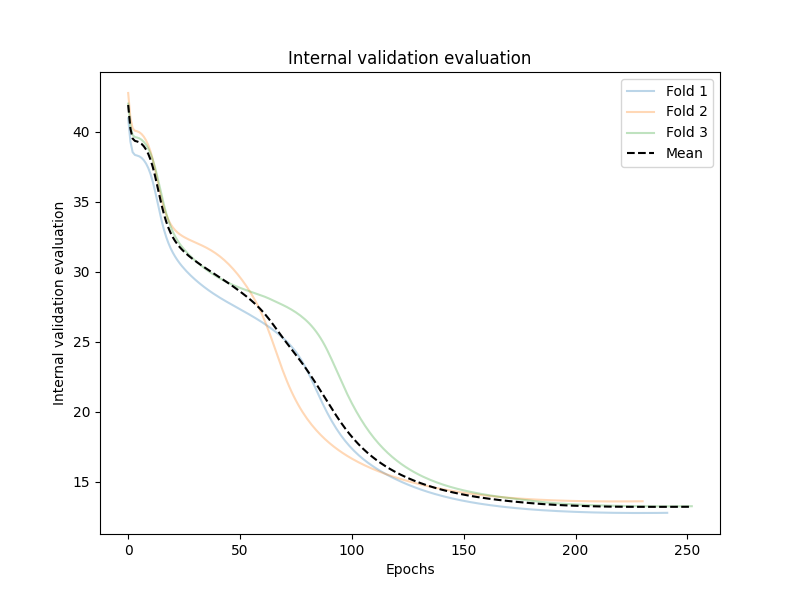 Internal validation evaluation
Fold 1
Fold 2
Fold 3
Mean
Internal validation evaluation
40
35
30
25
20
15
0 50 100 150 200 250
Epochs